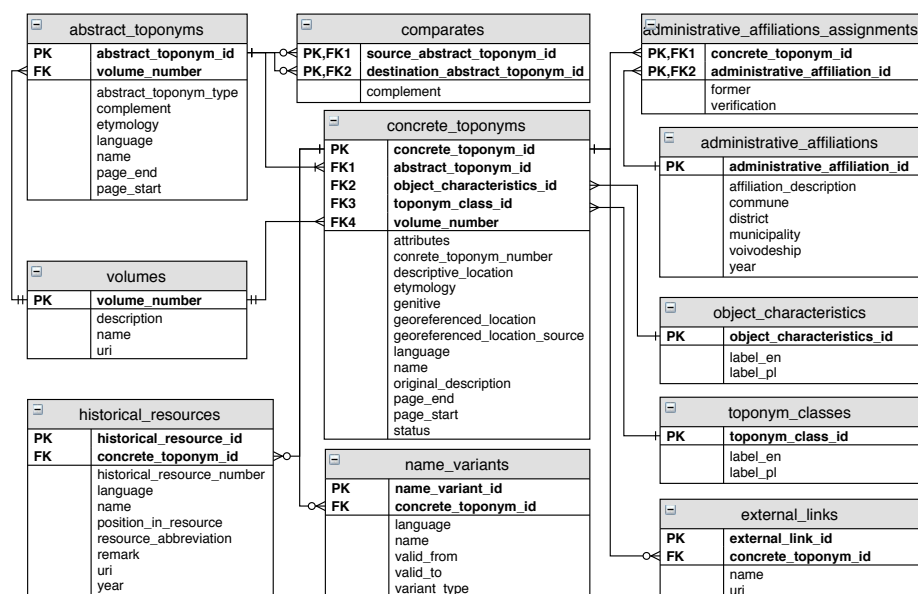 abstract_toponyms
PK abstract_toponym_id
FK volume_number
abstract_toponym_type
complement
etymology
language
name
page_end
page_start
comparates
PK,FK1 source_abstract_toponym_id
PK,FK2 destination_abstract_toponym_id
complement
administrative_affiliations_assignments
PK,FK1 concrete_toponym_id
PK,FK2 administrative_affiliation_id
former
verification
concrete_toponyms
PK concrete_toponym_id
FK1 abstract_toponym_id
FK2 object_characteristics_id
FK3 toponym_class_id
FK4 volume_number
attributes
conrete_toponym_number
descriptive_location
etymology
genitive
georeferenced_location
georeferenced_location_source
language
name
original_description
page_end
page_start
status
administrative_affiliations
PK administrative_affiliation_id
affiliation_description
commune
district
municipality
voivodeship
year
volumes
PK volume_number
description
name
uri
object_characteristics
PK object_characteristics_id
label_en
label_pl
historical_resources
PK historical_resource_id
FK concrete_toponym_id
historical_resource_number
language
name
position_in_resource
resource_abbreviation
remark
uri
year
toponym_classes
PK toponym_class_id
label_en
label_pl
name_variants
PK name_variant_id
FK concrete_toponym_id
language
name
valid_from
valid_to
variant_type
external_links
PK external_link_id
FK concrete_toponym_id
name
uri